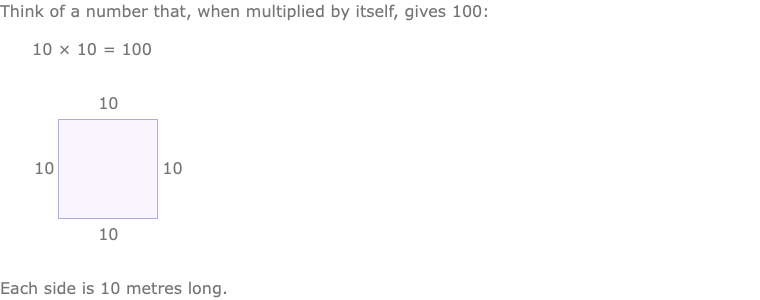 Think of a number that, when multiplied by itself, gives 100:
10 × 10 = 100
10
10 10
10
Each side is 10 metres long.